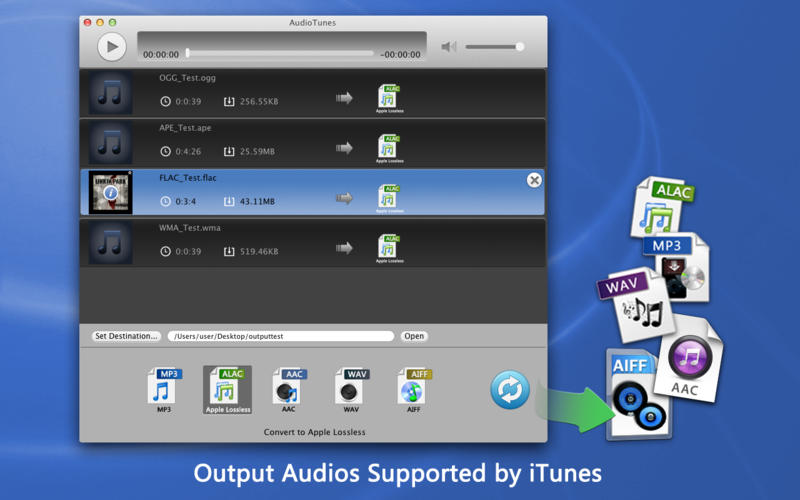 AudioTunes
00:00:00
-00:00:00
OGG_Test.ogg
0:0:39
256.55KB
ALAC
Apple Lossless
APE_Test.ape
0:4:26
25.59MB
ALAC
Apple Lossless
LINKIN PARK
FLAC_Test.flac
0:3:4
43.11MB
ALAC
Apple Lossless
WMA_Test.wma
0:0:39
519.46KB
ALAC
Apple Lossless
Set Destination...
/Users/user/Desktop/outputtest
Open
MP3
ALAC
AAC
WAV
AIFF
MP3
Apple Lossless
AAC
WAV
AIFF
Convert to Apple Lossless
ALAC
MP3
WAV
AIFF
AAC
Output Audios Supported by iTunes